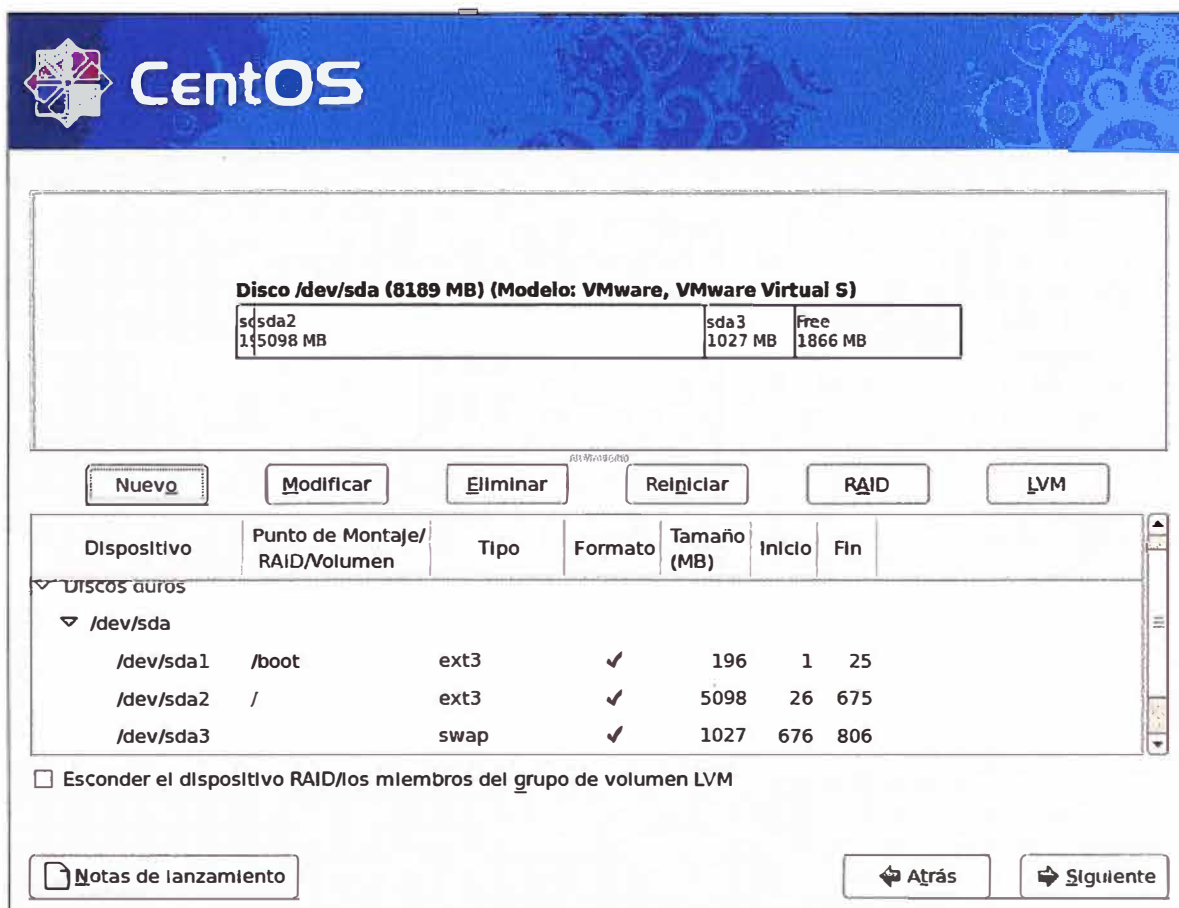 CentOS
Disco /dev/sda (8189 MB) (Modelo: VMware, VMware Virtual S)
sda2 sda3 Free
5098 MB 1027 MB 1866 MB
Nuevo Modificar Eliminar Reiniciar RAID LVM
Dispositivo Punto de Montaje/ RAID/Volumen Tipo Formato Tamaño (MB) Inicio Fin
Discos duros
/dev/sda
/dev/sda1 /boot ext3 ✓ 196 1 25
/dev/sda2 / ext3 ✓ 5098 26 675
/dev/sda3 swap ✓ 1027 676 806
Esconder el dispositivo RAID/los miembros del grupo de volumen LVM
Notas de lanzamiento Atrás Siguiente